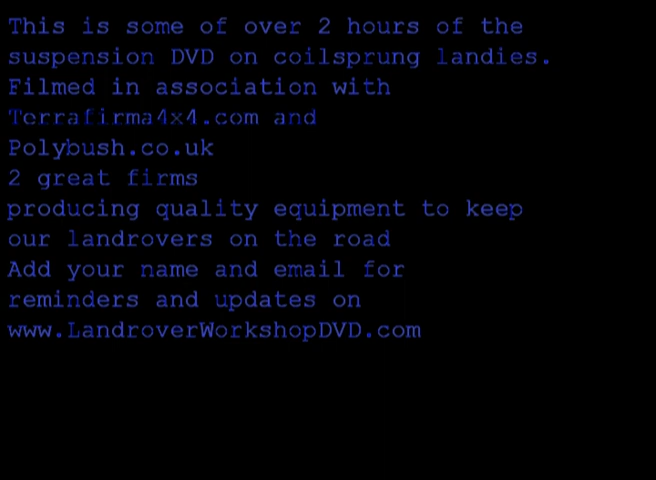 This is some of over 2 hours of the
suspension DVD on coilsprung landies.
Filmed in association with
Terrafirma4x4.com and
Polybush.co.uk
2 great firms
producing quality equipment to keep
our landrovers on the road
Add your name and email for
reminders and updates on
www.LandroverWorkshopDVD.com